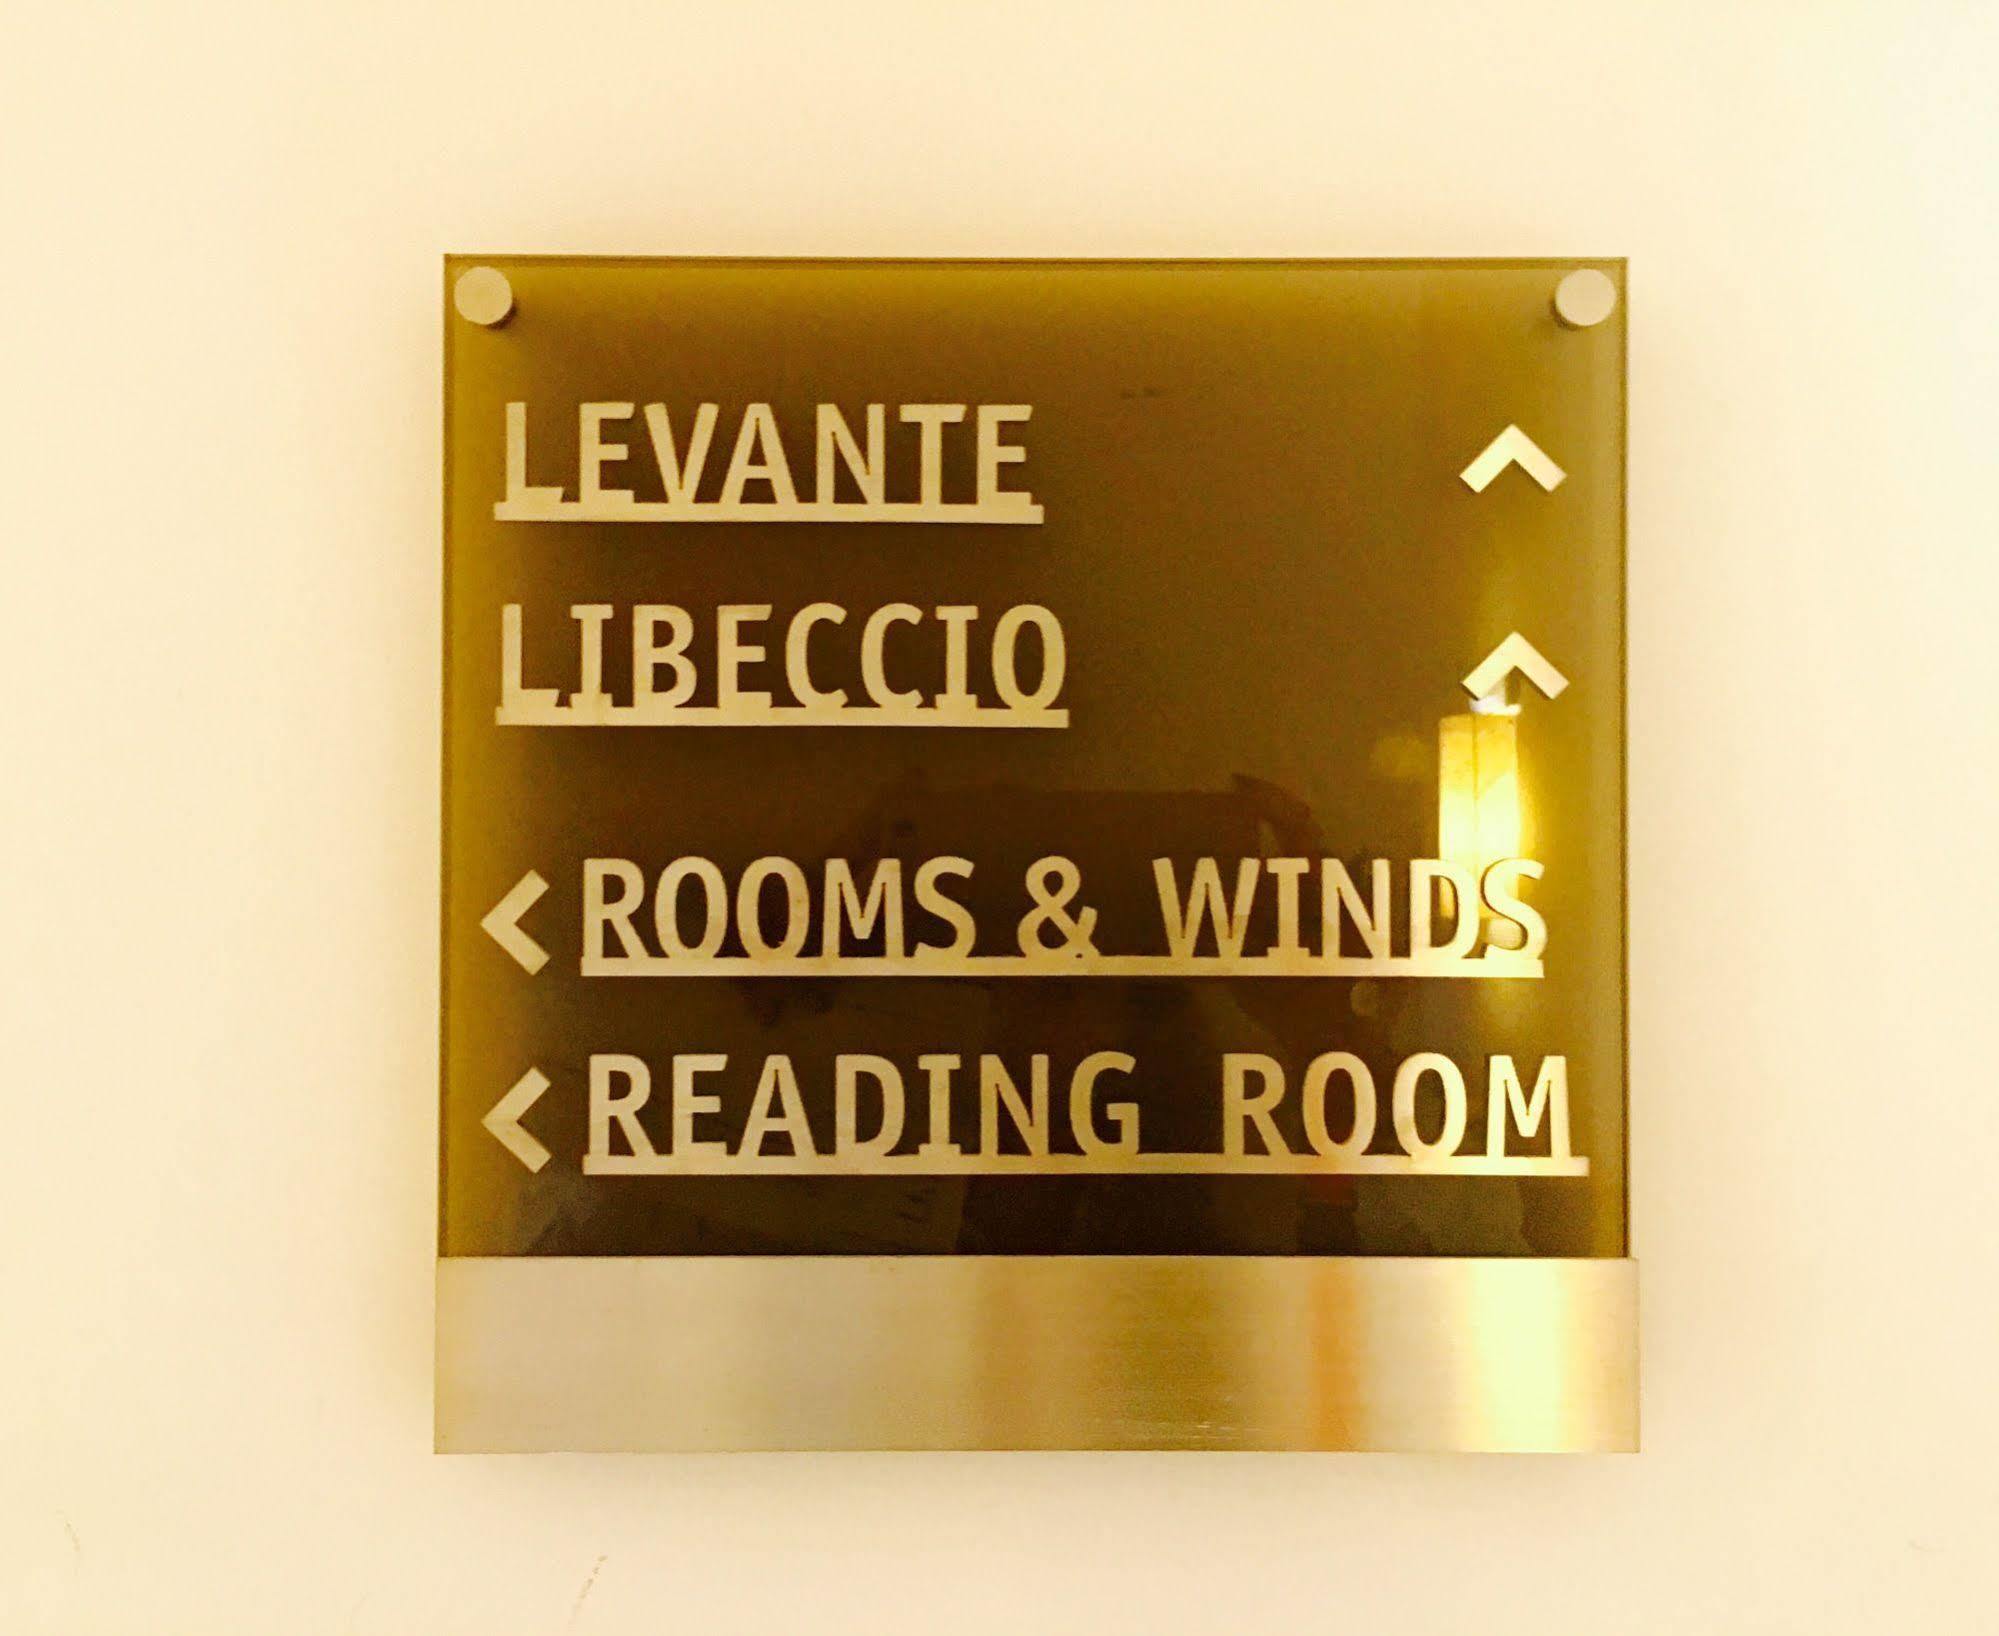 LEVANTE
LIBECCIO
ROOMS & WINDS
READING ROOM